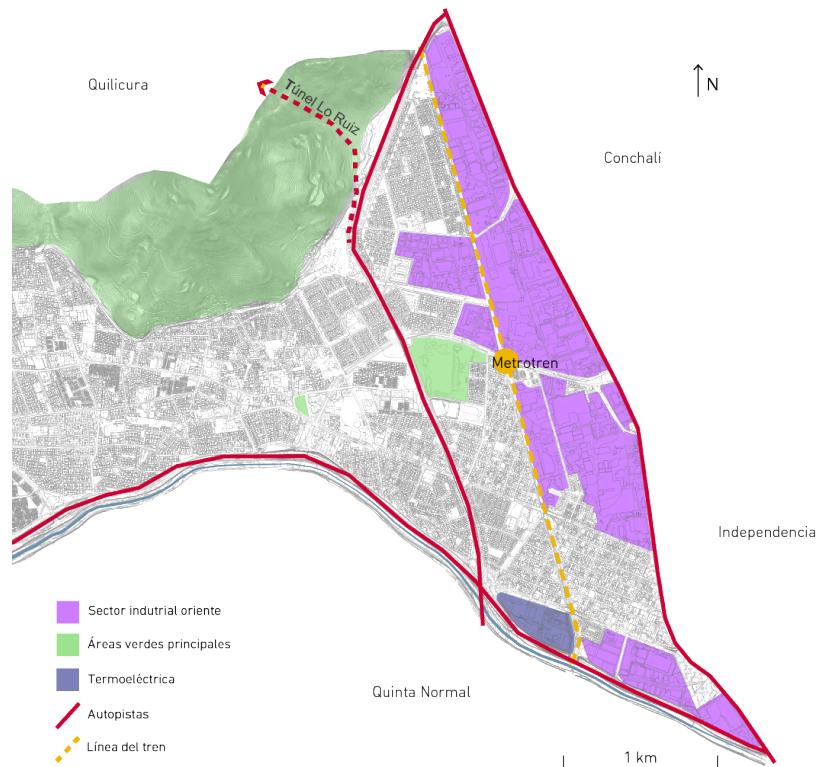 Quilicura
Túnel Lo Ruiz
N
Conchalí
Metrotren
Independencia
Sector indutrial oriente
Áreas verdes principales
Termoeléctrica
Quinta Normal
Autopistas
Línea del tren
1 km